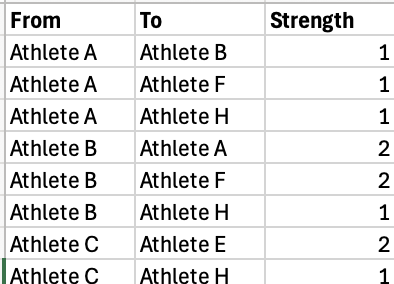 From To Strength
Athlete A Athlete B 1
Athlete A Athlete F 1
Athlete A Athlete H 1
Athlete B Athlete A 2
Athlete B Athlete F 2
Athlete B Athlete H 1
Athlete C Athlete E 2
Athlete C Athlete H 1